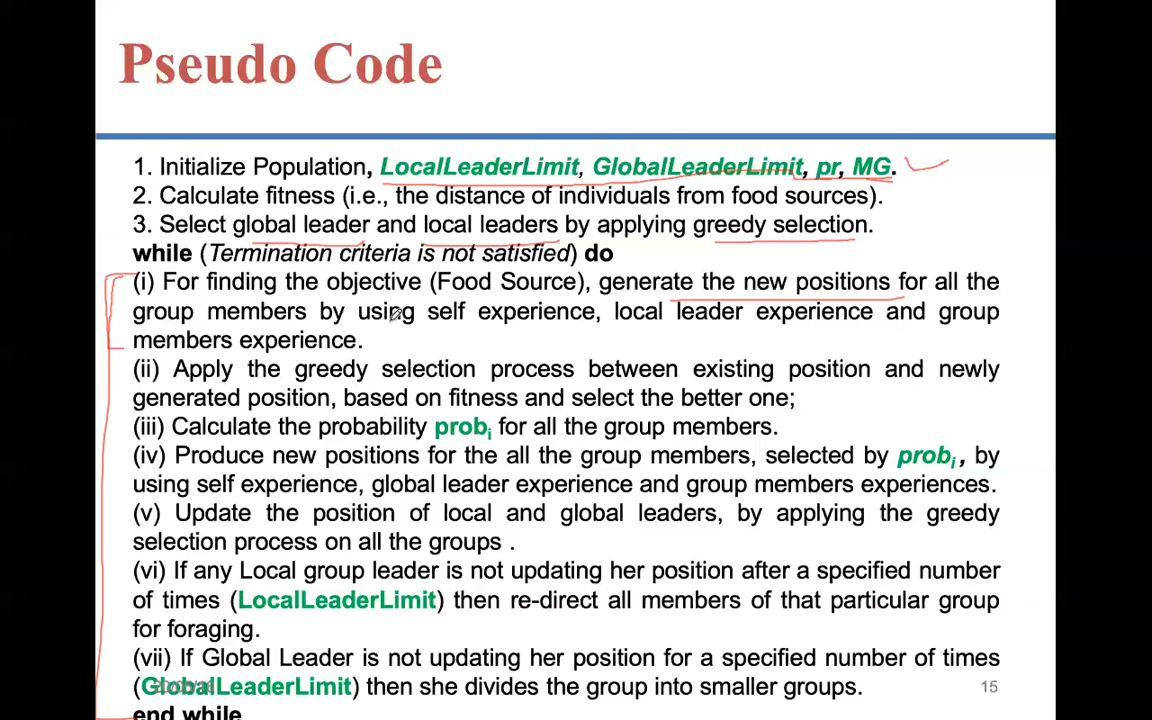 Pseudo Code
1. Initialize Population, LocalLeaderLimit, GlobalLeaderLimit, pr, MG.
2. Calculate fitness (i.e., the distance of individuals from food sources).
3. Select global leader and local leaders by applying greedy selection.
while (Termination criteria is not satisfied) do
(i) For finding the objective (Food Source), generate the new positions for all the
group members by using self experience, local leader experience and group
members experience.
(ii) Apply the greedy selection process between existing position and newly
generated position, based on fitness and select the better one;
(iii) Calculate the probability probi for all the group members.
(iv) Produce new positions for the all the group members, selected by probi, by
using self experience, global leader experience and group members experiences.
(v) Update the position of local and global leaders, by applying the greedy
selection process on all the groups .
(vi) If any Local group leader is not updating her position after a specified number
of times (LocalLeaderLimit) then re-direct all members of that particular group
for foraging.
(vii) If Global Leader is not updating her position for a specified number of times
(GlobalLeaderLimit) then she divides the group into smaller groups.
15
end while